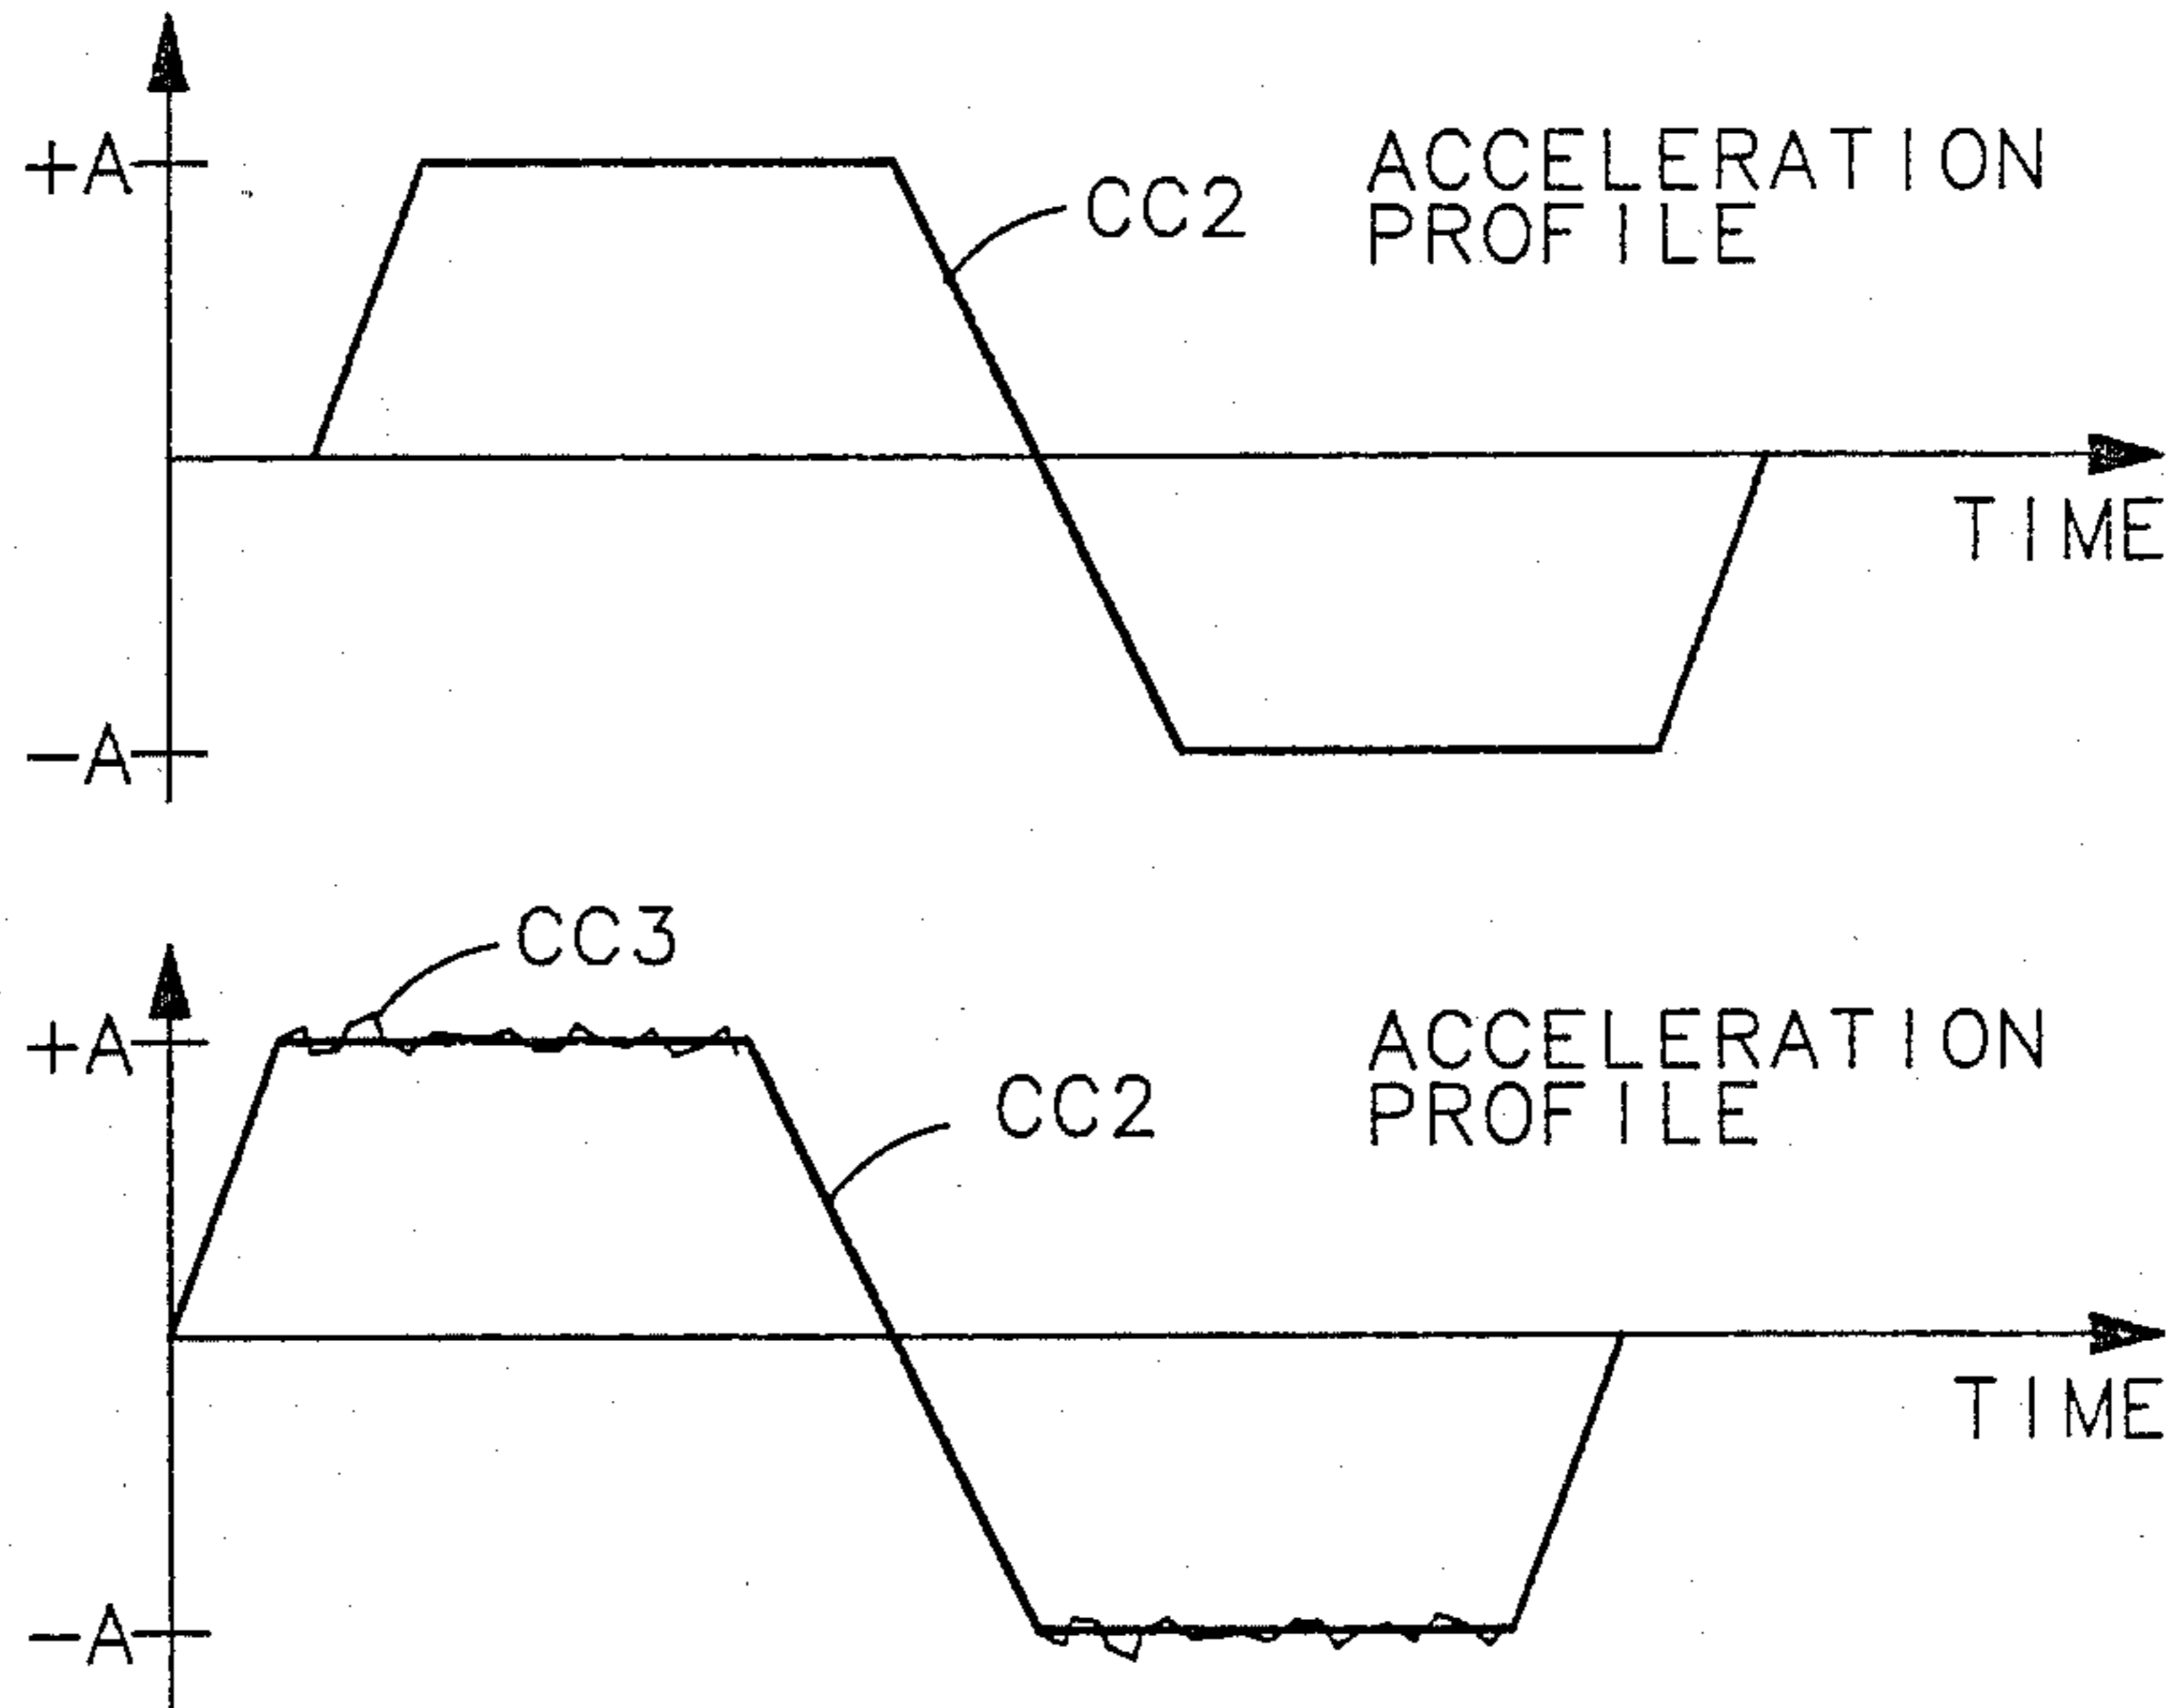 +A
CC2
ACCELERATION
PROFILE
TIME
−A
CC3
+A
CC2
ACCELERATION
PROFILE
TIME
−A